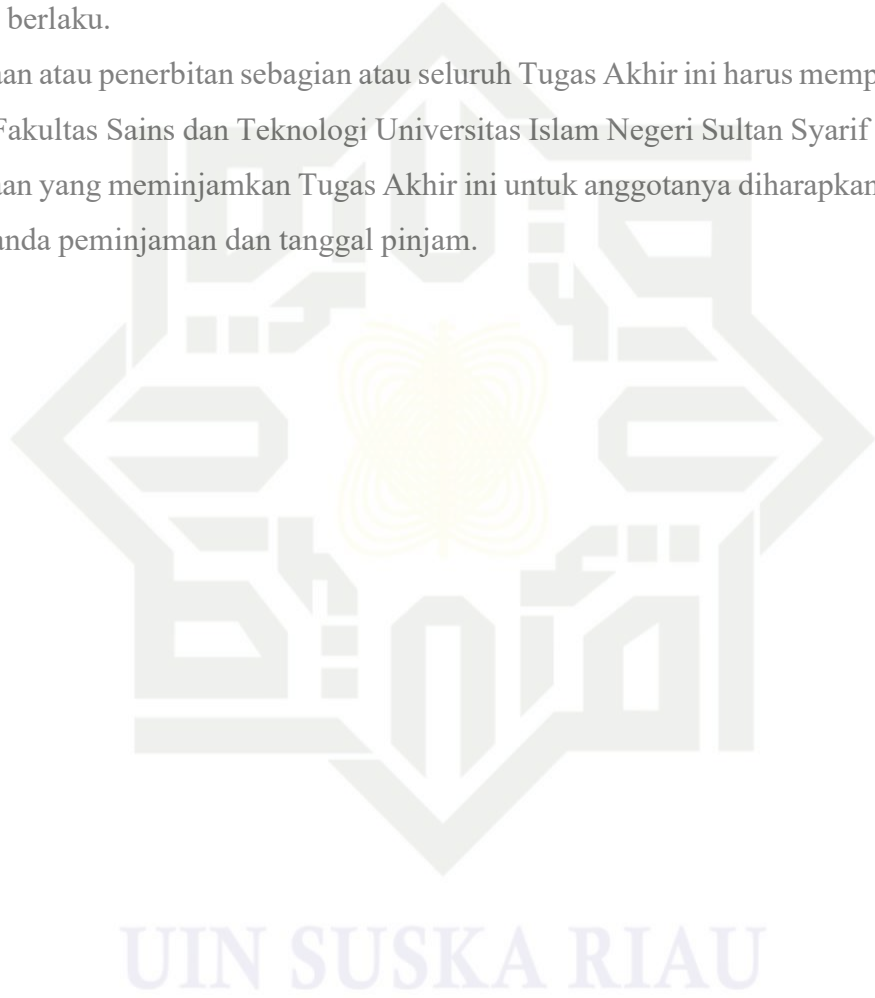 berlaku.
an atau penerbitan sebagian atau seluruh Tugas Akhir ini harus memp
Fakultas Sains dan Teknologi Universitas Islam Negeri Sultan Syarif
an yang meminjamkan Tugas Akhir ini untuk anggotanya diharapkan
anda peminjaman dan tanggal pinjam.
UIN SUSKA RIAU